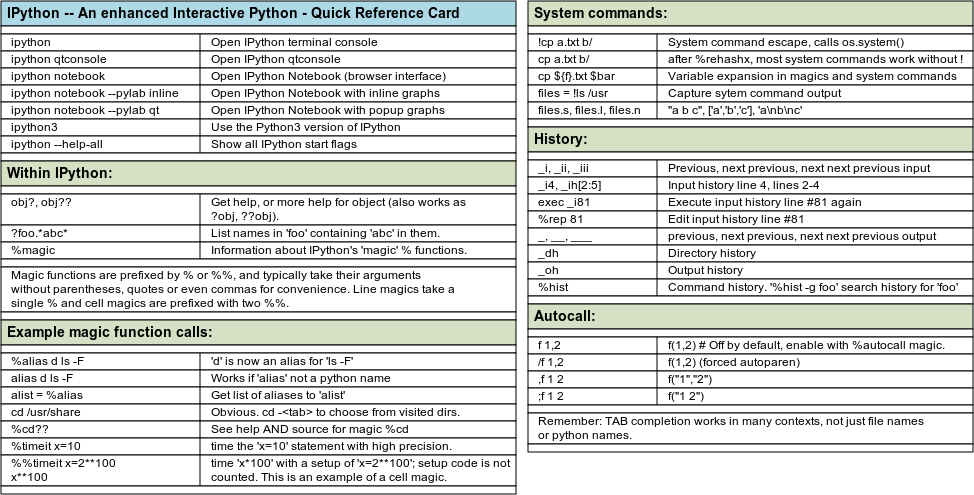 IPython -- An enhanced Interactive Python - Quick Reference Card
ipython Open IPython terminal console
ipython qtconsole Open IPython qtconsole
ipython notebook Open IPython Notebook (browser interface)
ipython notebook --pylab inline Open IPython Notebook with inline graphs
ipython notebook --pylab qt Open IPython Notebook with popup graphs
ipython3 Use the Python3 version of IPython
ipython --help-all Show all IPython start flags
Within IPython:
obj?, obj?? Get help, or more help for object (also works as
?obj, ??obj).
?foo.*abc* List names in 'foo' containing 'abc' in them.
%magic Information about IPython's 'magic' % functions.
Magic functions are prefixed by % or %%, and typically take their arguments
without parentheses, quotes or even commas for convenience. Line magics take a
single % and cell magics are prefixed with two %%.
Example magic function calls:
%alias d ls -F 'd' is now an alias for 'ls -F'
alias d ls -F Works if 'alias' not a python name
alist = %alias Get list of aliases to 'alist'
cd /usr/share Obvious. cd -<tab> to choose from visited dirs.
%cd?? See help AND source for magic %cd
%timeit x=10 time the 'x=10' statement with high precision.
%%timeit x=2**100 time 'x*100' with a setup of 'x=2**100'; setup code is not
x**100 counted. This is an example of a cell magic.
System commands:
!cp a.txt b/ System command escape, calls os.system()
cp a.txt b/ after %rehashx, most system commands work without !
cp ${f}.txt $bar Variable expansion in magics and system commands
files = !ls /usr Capture sytem command output
files.s, files.l, files.n "a b c", ['a','b','c'], 'a\nb\nc'
History:
_i, _ii, _iii Previous, next previous, next next previous input
_i4, _ih[2:5] Input history line 4, lines 2-4
exec _i81 Execute input history line #81 again
%rep 81 Edit input history line #81
_, __, ___ previous, next previous, next next previous output
_dh Directory history
_oh Output history
%hist Command history. '%hist -g foo' search history for 'foo'
Autocall:
f 1,2 f(1,2) # Off by default, enable with %autocall magic.
/f 1,2 f(1,2) (forced autoparen)
,f 1 2 f("1","2")
;f 1 2 f("1 2")
Remember: TAB completion works in many contexts, not just file names
or python names.